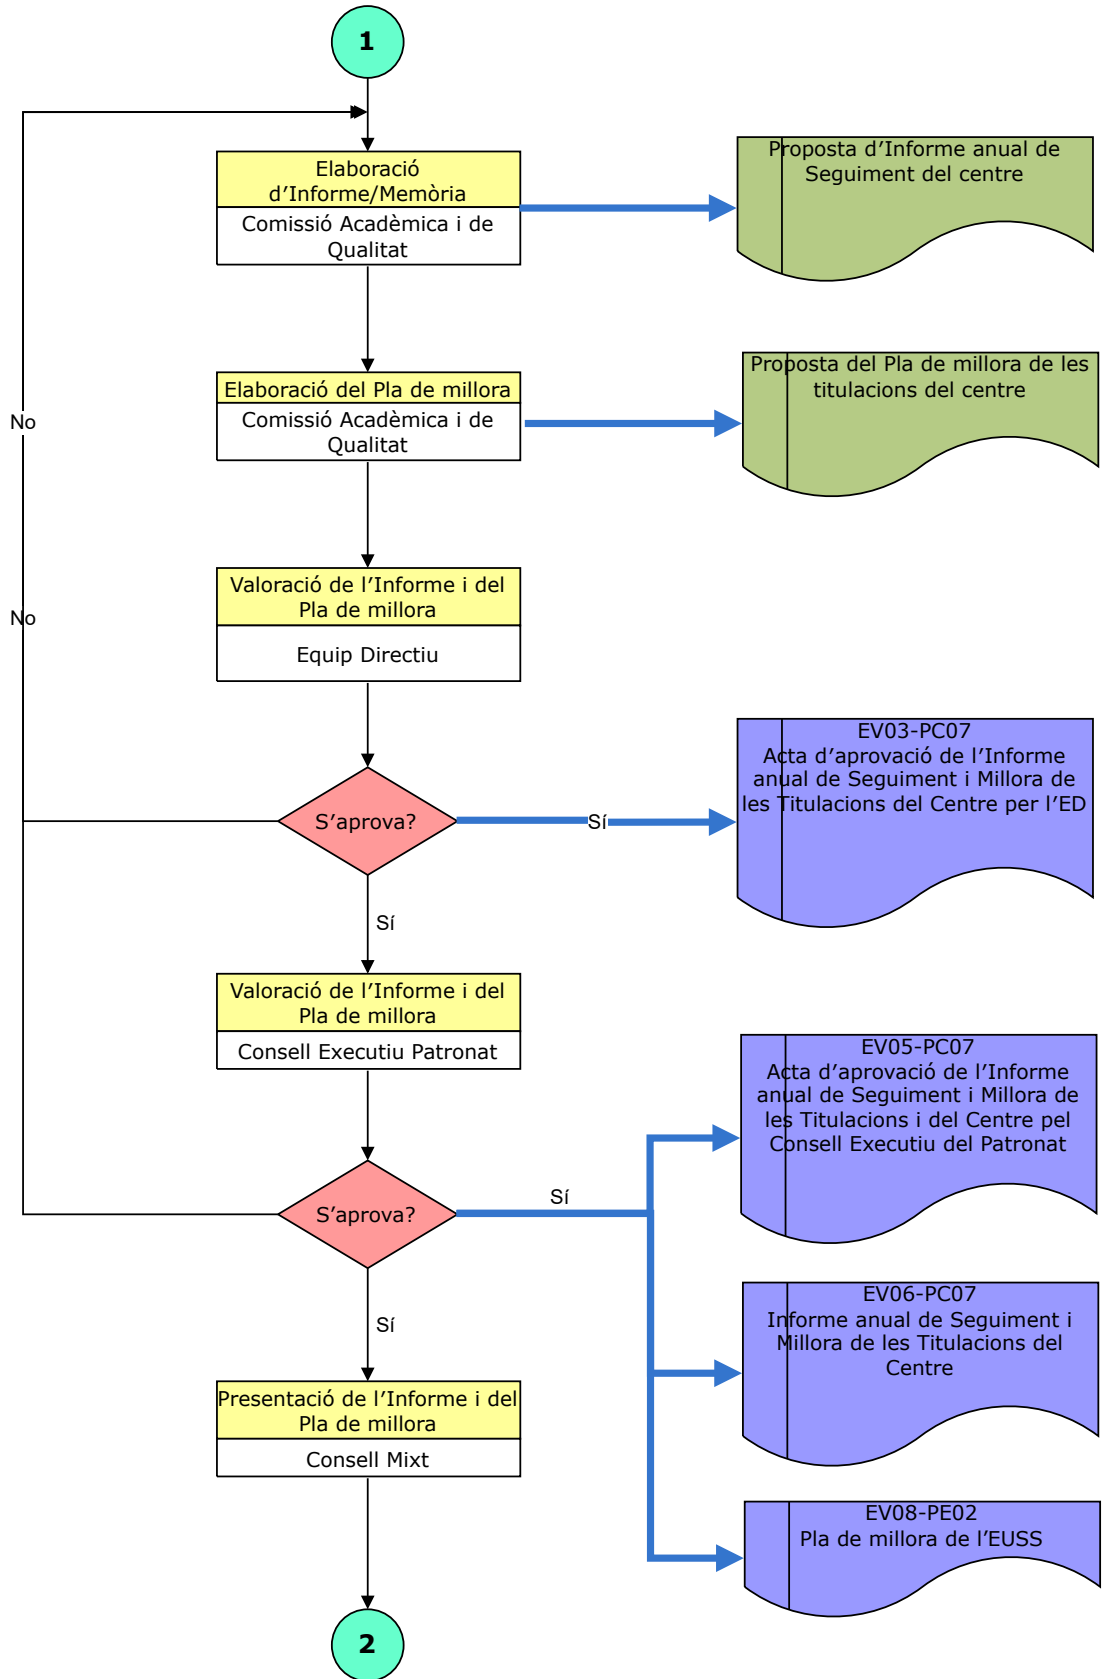 1
Elaboració
d'Informe/Memòria
Comissió Acadèmica i de
Qualitat
Proposta d'Informe anual de
Seguiment del centre
Elaboració del Pla de millora
Comissió Acadèmica i de
Qualitat
Proposta del Pla de millora de les
titulacions del centre
No
Valoració de l'Informe i del
Pla de millora
Equip Directiu
No
S'aprova?
Sí
EV03-PC07
Acta d'aprovació de l'Informe
anual de Seguiment i Millora de
les Titulacions del Centre per l'ED
Sí
Valoració de l'Informe i del
Pla de millora
Consell Executiu Patronat
S'aprova?
Sí
EV05-PC07
Acta d'aprovació de l'Informe
anual de Seguiment i Millora de
les Titulacions i del Centre pel
Consell Executiu del Patronat
Sí
EV06-PC07
Informe anual de Seguiment i
Millora de les Titulacions del
Centre
Presentació de l'Informe i del
Pla de millora
Consell Mixt
EV08-PE02
Pla de millora de l'EUSS
2